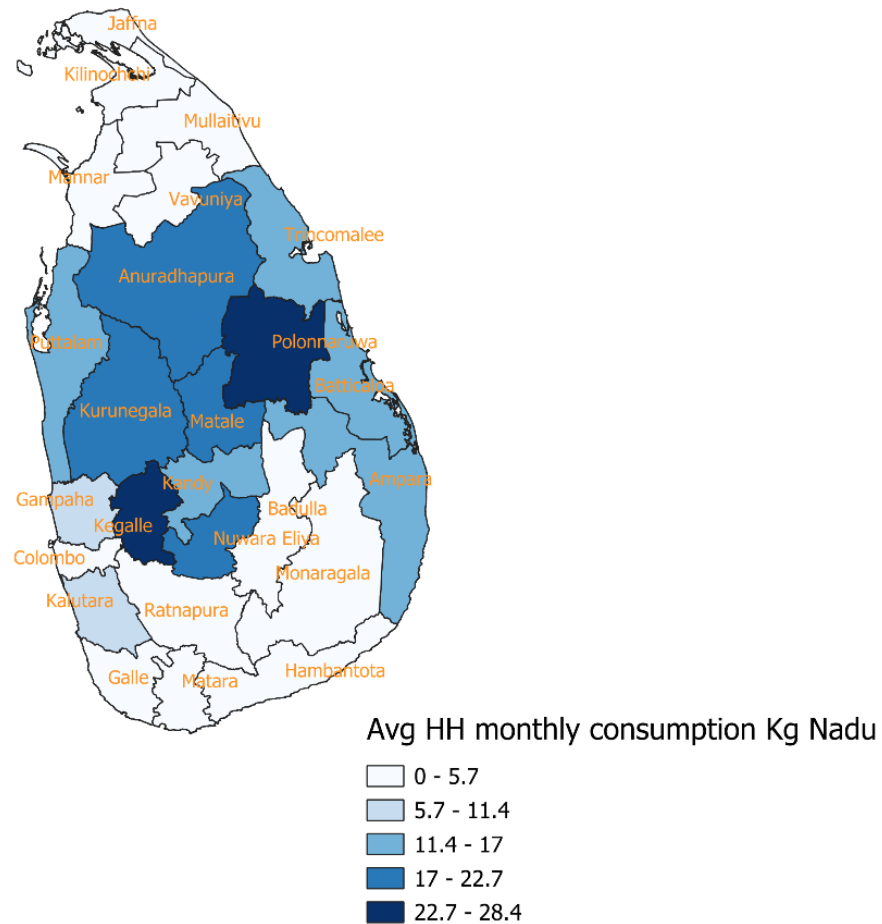 Jaffna
Kilinochchi
Mullaitivu
Mannar
Vavuniya
Trincomalee
Anuradhapura
Puttalam
Polonnaruwa
Batticaloa
Kurunegala
Matale
Kandy
Ampara
Gampaha
Badulla
Kegalle
Nuwara Eliya
Colombo
Monaragala
Kalutara
Ratnapura
Hambantota
Galle
Matara
Avg HH monthly consumption Kg Nadu
0 - 5.7
5.7 - 11.4
11.4 - 17
17 - 22.7
22.7 - 28.4